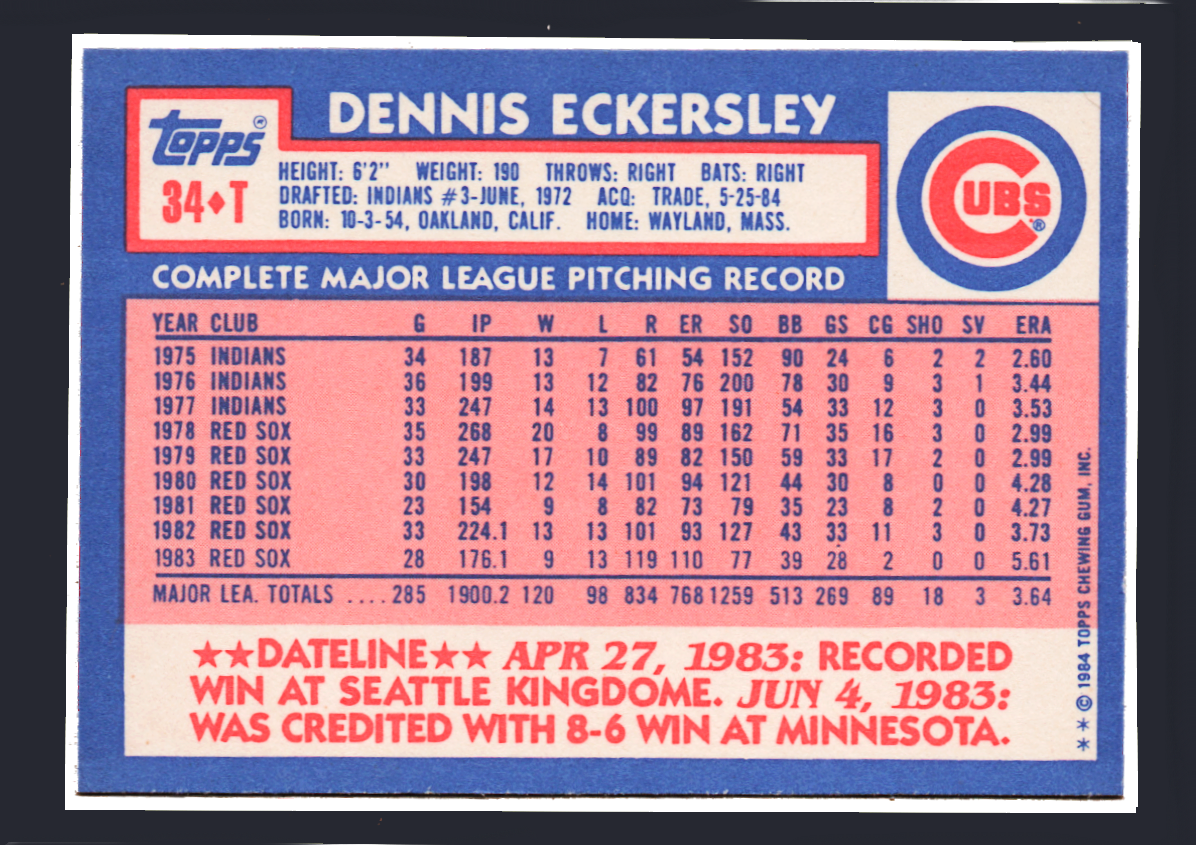 DENNIS ECKERSLEY
TOPPS®
34♦T
HEIGHT: 6'2" WEIGHT: 190 THROWS: RIGHT BATS: RIGHT
DRAFTED: INDIANS #3-JUNE, 1972 ACQ: TRADE, 5-25-84
BORN: 10-3-54, OAKLAND, CALIF. HOME: WAYLAND, MASS.
CUBS®
COMPLETE MAJOR LEAGUE PITCHING RECORD
YEAR CLUB G IP W L R ER SO BB GS CG SHO SV ERA
1975 INDIANS 34 187 13 7 61 54 152 90 24 6 2 2 2.60
1976 INDIANS 36 199 13 12 82 76 200 78 30 9 3 1 3.44
1977 INDIANS 33 247 14 13 100 97 191 54 33 12 3 0 3.53
1978 RED SOX 35 268 20 8 99 89 162 71 35 16 3 0 2.99
1979 RED SOX 33 247 17 10 89 82 150 59 33 17 2 0 2.99
1980 RED SOX 30 198 12 14 101 94 121 44 30 8 0 0 4.28
1981 RED SOX 23 154 9 8 82 73 79 35 23 8 2 0 4.27
1982 RED SOX 33 224.1 13 13 101 93 127 43 33 11 3 0 3.73
1983 RED SOX 28 176.1 9 13 119 110 77 39 28 2 0 0 5.61
MAJOR LEA. TOTALS ....285 1900.2 120 98 834 768 1259 513 269 89 18 3 3.64
★★DATELINE★★ APR 27, 1983: RECORDED
WIN AT SEATTLE KINGDOME. JUN 4, 1983:
WAS CREDITED WITH 8-6 WIN AT MINNESOTA.
** © 1984 TOPPS CHEWING GUM, INC.